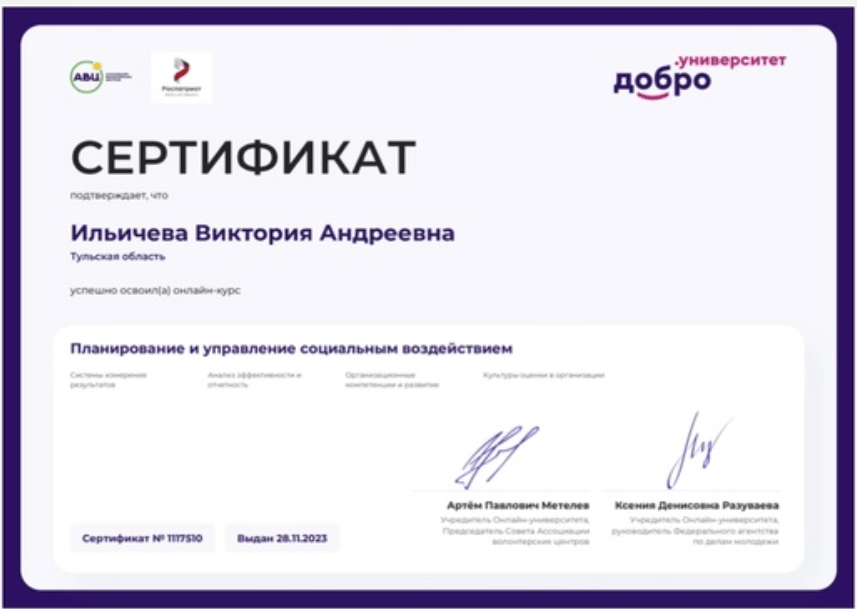 АВЦ
Роспатриот
.университет
добро
СЕРТИФИКАТ
подтверждает, что
Ильичева Виктория Андреевна
Тульская область
успешно освоил(а) онлайн-курс
Планирование и управление социальным воздействием
Системы измерения
результатов
Анализ эффективности и
отчетность
Организационные
компетенции и развитие
Культуры оценки в организации
Артём Павлович Метелев
Учредитель Онлайн-университета,
Председатель Совета Ассоциации
волонтерских центров
Ксения Денисовна Разуваева
Учредитель Онлайн-университета,
руководитель Федерального агентства
по делам молодежи
Сертификат № 1117510
Выдан 28.11.2023